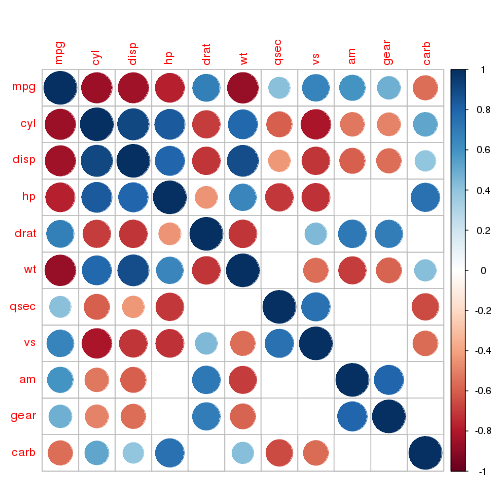 mpg cyl disp hp drat wt qsec vs am gear carb
mpg
cyl
disp
hp
drat
wt
qsec
vs
am
gear
carb
1
0.8
0.6
0.4
0.2
0
-0.2
-0.4
-0.6
-0.8
-1